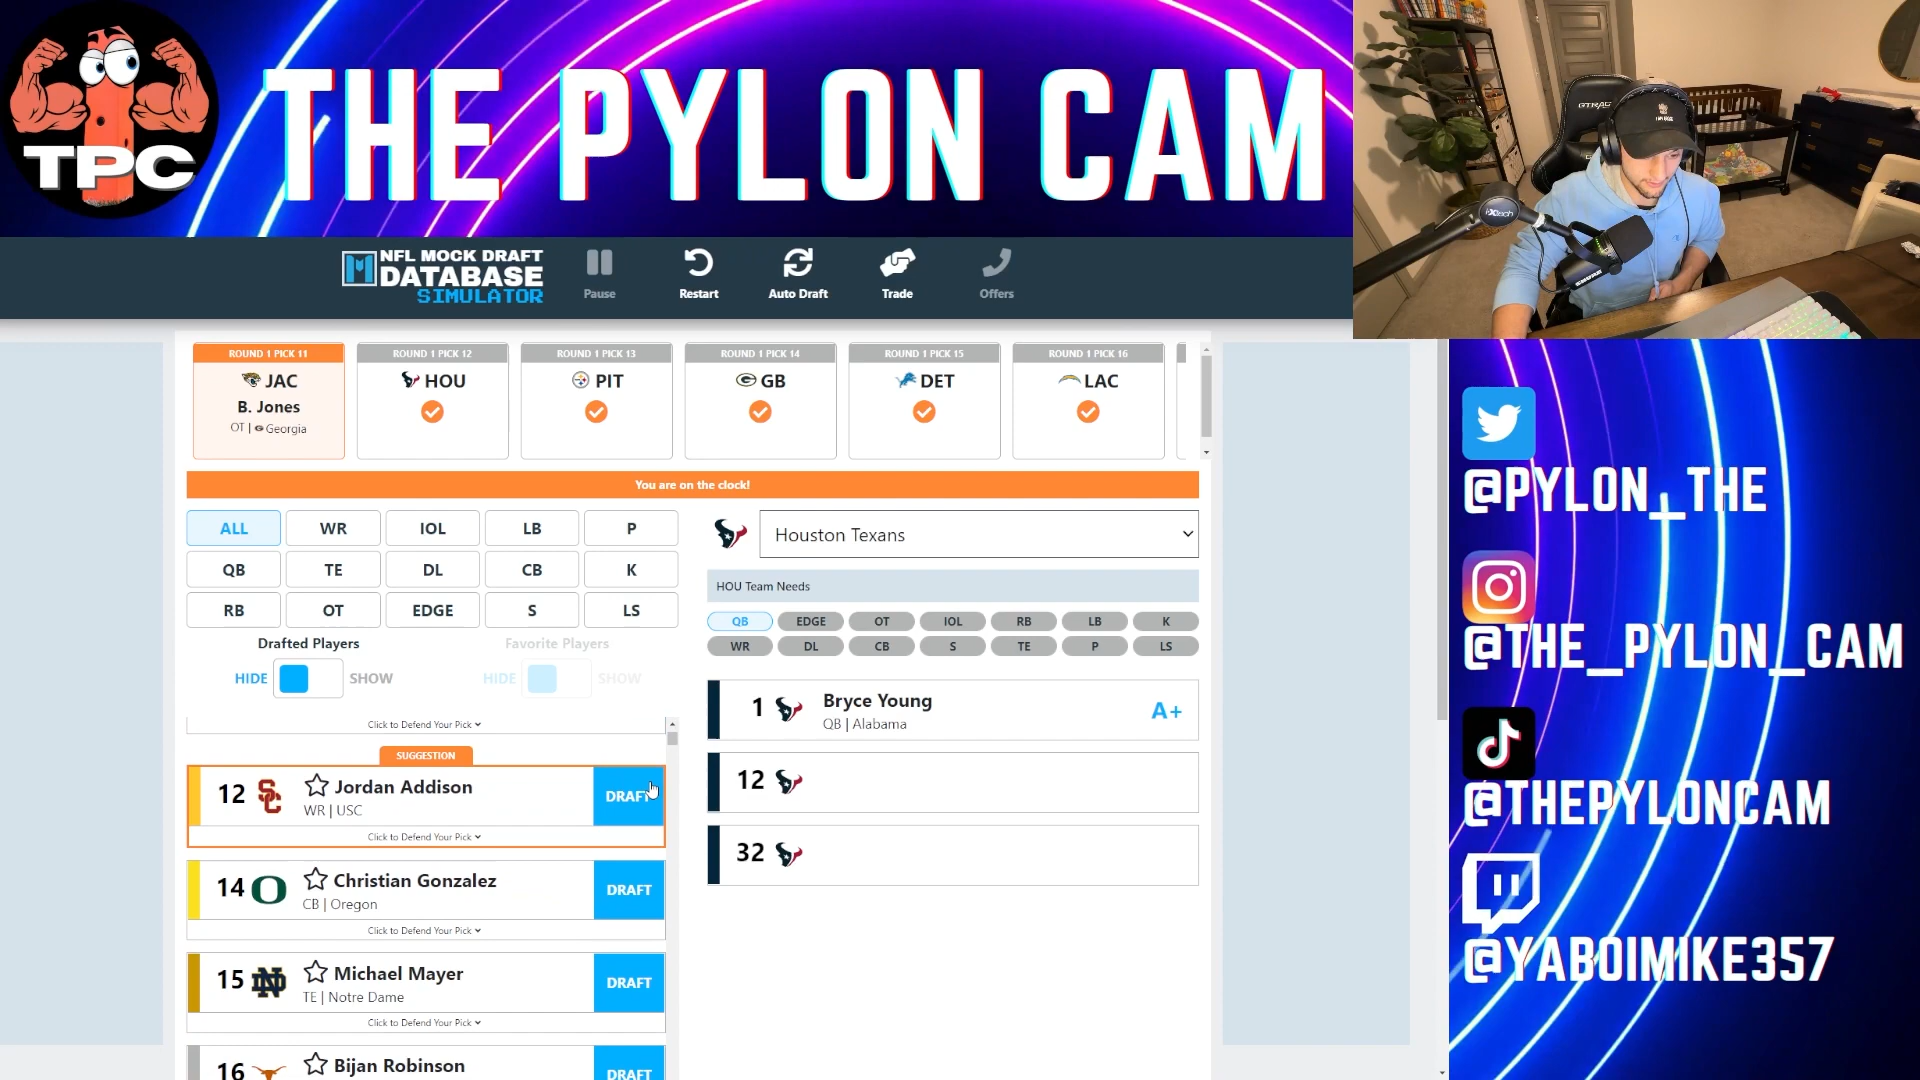 TPC
THE PYLON CAM
NFL MOCK DRAFT
DATABASE
SIMULATOR
Pause
Restart
Auto Draft
Trade
Offers
ROUND 1 PICK 11
JAC
B. Jones
OT | Georgia
ROUND 1 PICK 12
HOU
ROUND 1 PICK 13
PIT
ROUND 1 PICK 14
GB
ROUND 1 PICK 15
DET
ROUND 1 PICK 16
LAC
You are on the clock!
ALL WR IOL LB P
QB TE DL CB K
RB OT EDGE S LS
Drafted Players
HIDE SHOW
Favorite Players
HIDE SHOW
Click to Defend Your Pick
SUGGESTION
12 SC Jordan Addison
WR | USC
DRAFT
Click to Defend Your Pick
14 O Christian Gonzalez
CB | Oregon
DRAFT
Click to Defend Your Pick
15 ND Michael Mayer
TE | Notre Dame
DRAFT
Click to Defend Your Pick
16 Bijan Robinson
DRAFT
Houston Texans
HOU Team Needs
QB EDGE OT IOL RB LB K
WR DL CB S TE P LS
1 Bryce Young
QB | Alabama
A+
12
32
@PYLON_THE
@THE_PYLON_CAM
@THEPYLONCAM
@YABOIMIKE357